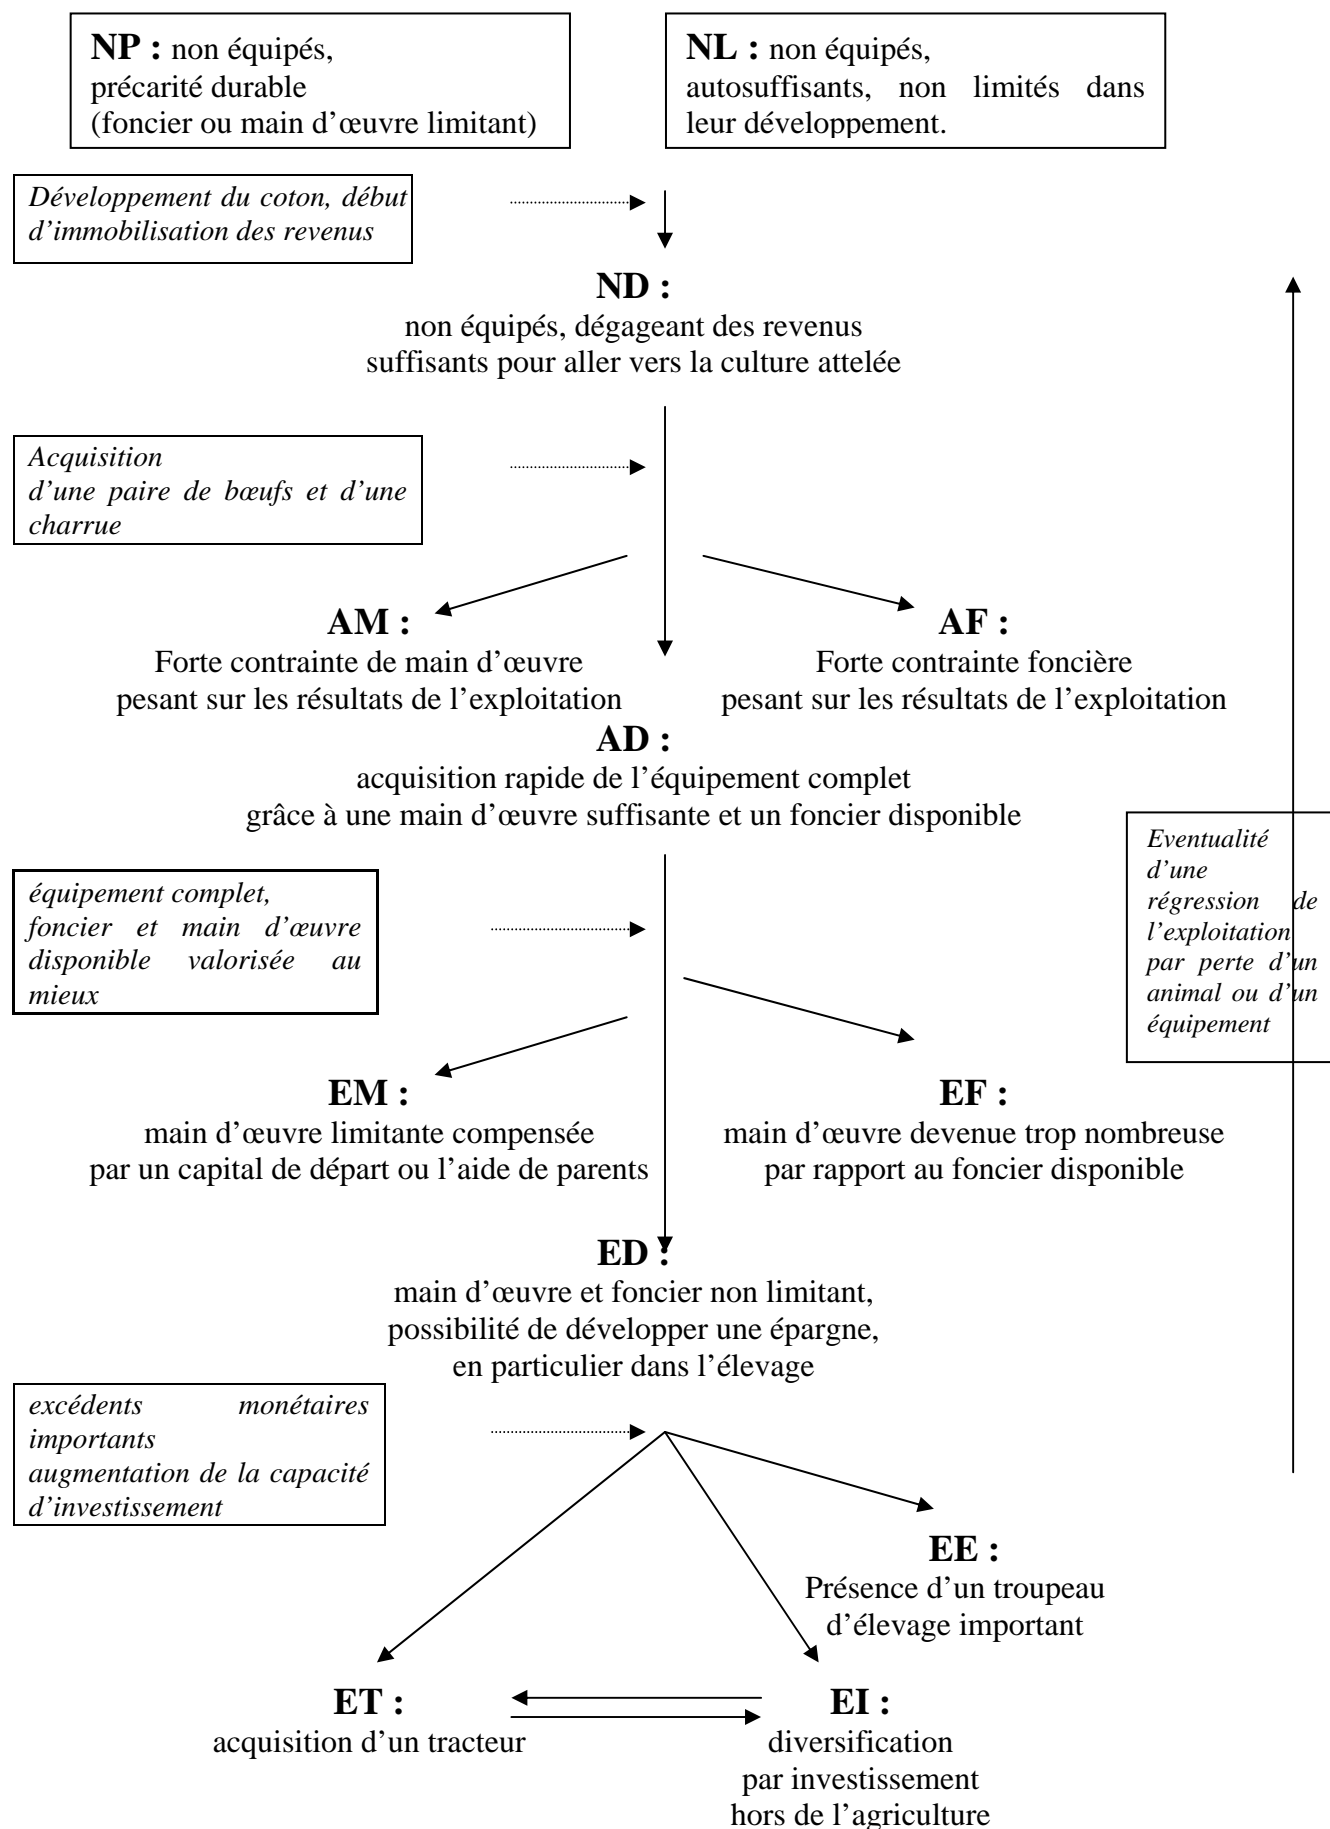 NP : non équipés,
précarité durable
(foncier ou main d’œuvre limitant)
NL : non équipés,
autosuffisants, non limités dans
leur développement.
Développement du coton, début
d’immobilisation des revenus
ND :
non équipés, dégageant des revenus
suffisants pour aller vers la culture attelée
Acquisition
d’une paire de bœufs et d’une
charrue
AM :
Forte contrainte de main d’œuvre
pesant sur les résultats de l’exploitation
AF :
Forte contrainte foncière
pesant sur les résultats de l’exploitation
AD :
acquisition rapide de l’équipement complet
grâce à une main d’œuvre suffisante et un foncier disponible
Eventualité
d’une
régression de
l’exploitation
par perte d’un
animal ou d’un
équipement
équipement complet,
foncier et main d’œuvre
disponible valorisée au
mieux
EM :
main d’œuvre limitante compensée
par un capital de départ ou l’aide de parents
EF :
main d’œuvre devenue trop nombreuse
par rapport au foncier disponible
ED :
main d’œuvre et foncier non limitant,
possibilité de développer une épargne,
en particulier dans l’élevage
excédents monétaires
importants
augmentation de la capacité
d’investissement
EE :
Présence d’un troupeau
d’élevage important
ET :
acquisition d’un tracteur
EI :
diversification
par investissement
hors de l’agriculture